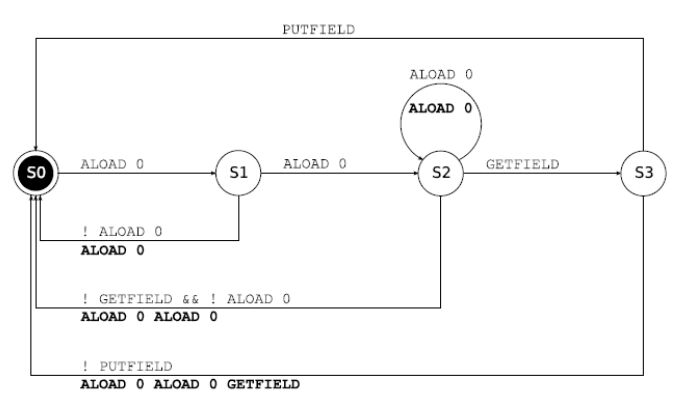 PUTFIELD
ALOAD 0
ALOAD 0
S0
ALOAD 0
S1
ALOAD 0
S2
GETFIELD
S3
! ALOAD 0
ALOAD 0
! GETFIELD && ! ALOAD 0
ALOAD 0 ALOAD 0
! PUTFIELD
ALOAD 0 ALOAD 0 GETFIELD